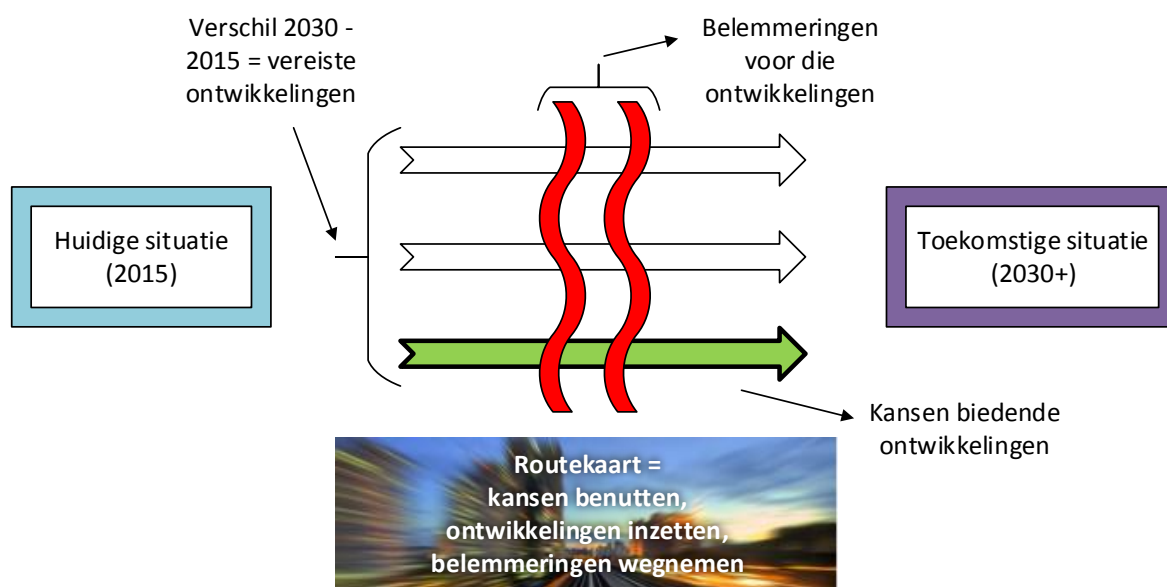 Verschil 2030 -
2015 = vereiste
ontwikkelingen
Belemmeringen
voor die
ontwikkelingen
Huidige situatie
(2015)
Toekomstige situatie
(2030+)
Kansen biedende
ontwikkelingen
Routekaart =
kansen benutten,
ontwikkelingen inzetten,
belemmeringen wegnemen